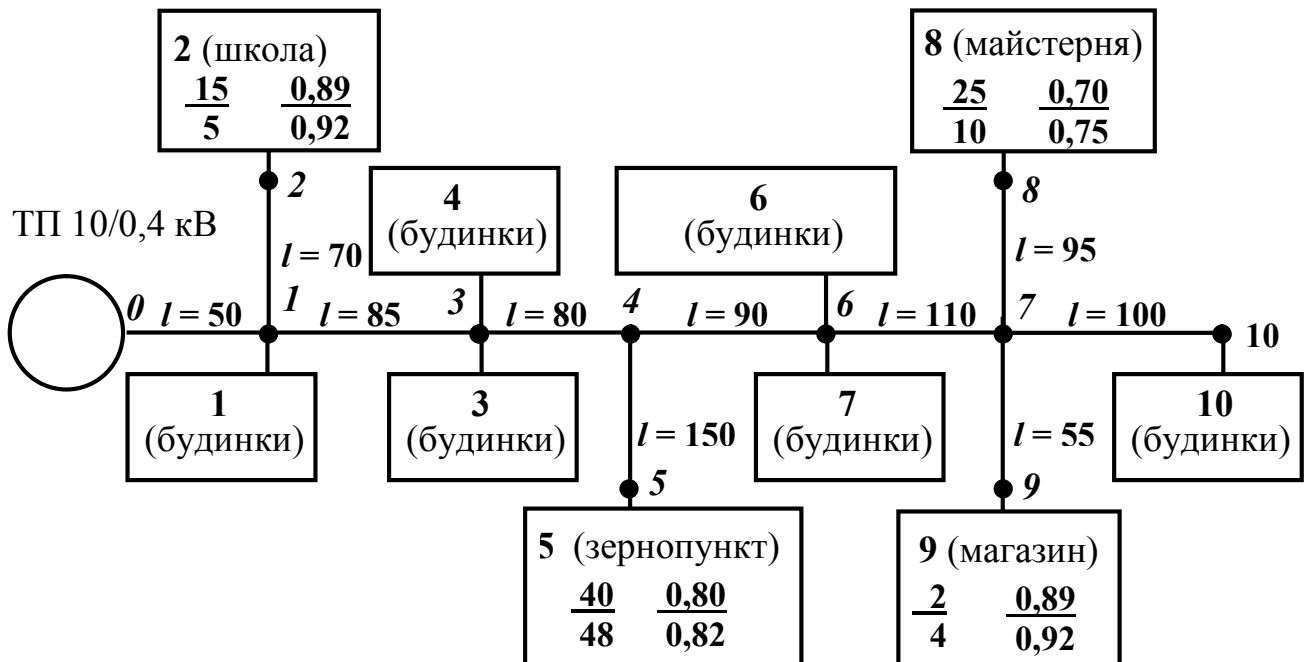 2 (школа)
15 0,89
5 0,92
8 (майстерня)
25 0,70
10 0,75
2
4
(будинки)
6
(будинки)
8
ТП 10/0,4 кВ
l = 70
l = 95
0 l = 50 1 l = 85 3 l = 80 4 l = 90 6 l = 110 7 l = 100 10
1
(будинки)
3
(будинки)
l = 150
7
(будинки)
l = 55
10
(будинки)
5
9
5 (зернопункт)
40 0,80
48 0,82
9 (магазин)
2 0,89
4 0,92